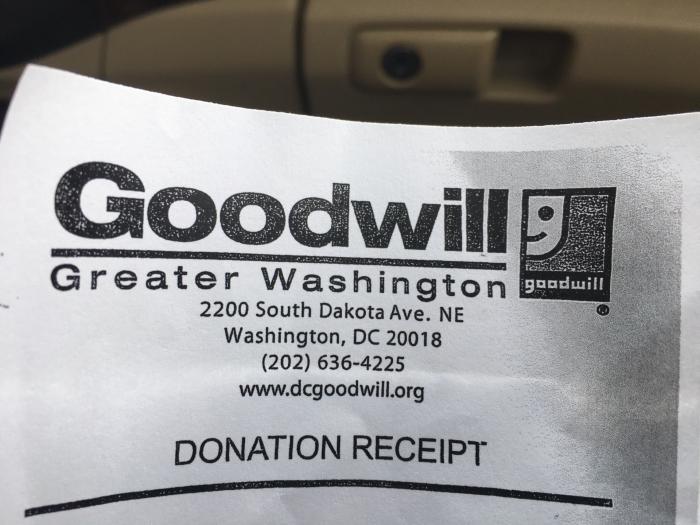 Goodwill
Greater Washington
goodwill
®
2200 South Dakota Ave. NE
Washington, DC 20018
(202) 636-4225
www.dcgoodwill.org
DONATION RECEIPT